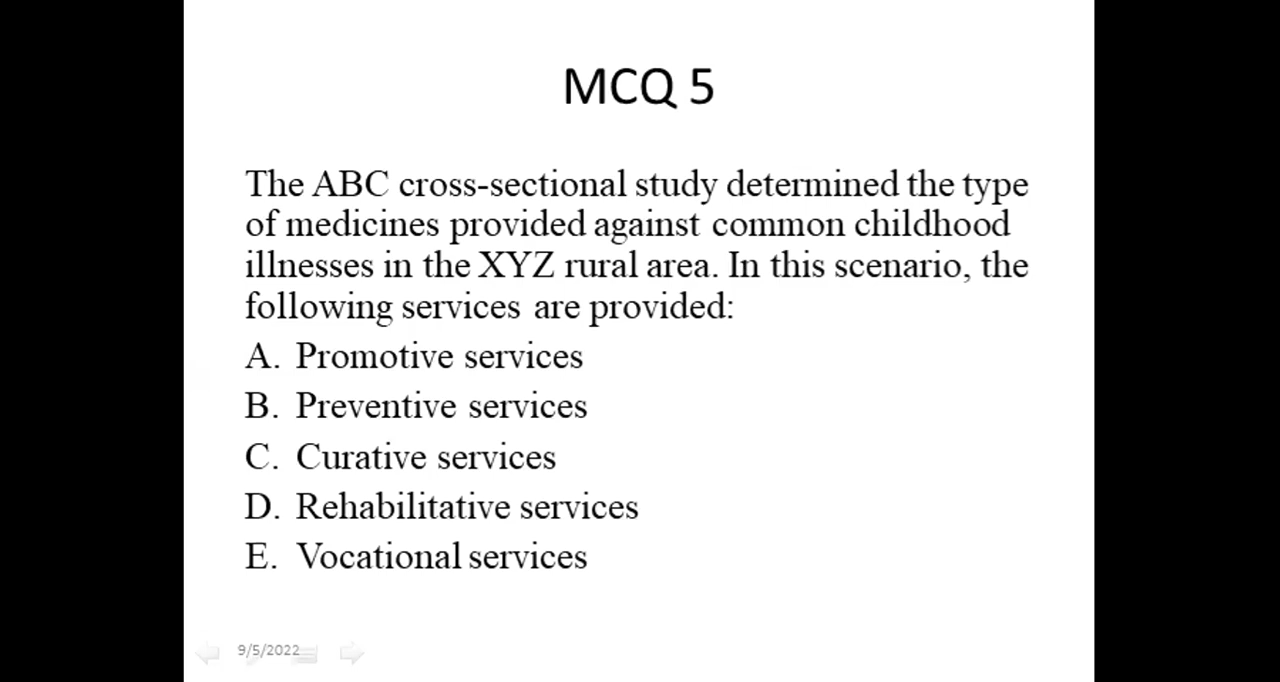 MCQ 5
The ABC cross-sectional study determined the type
of medicines provided against common childhood
illnesses in the XYZ rural area. In this scenario, the
following services are provided:
A. Promotive services
B. Preventive services
C. Curative services
D. Rehabilitative services
E. Vocational services
9/5/2022